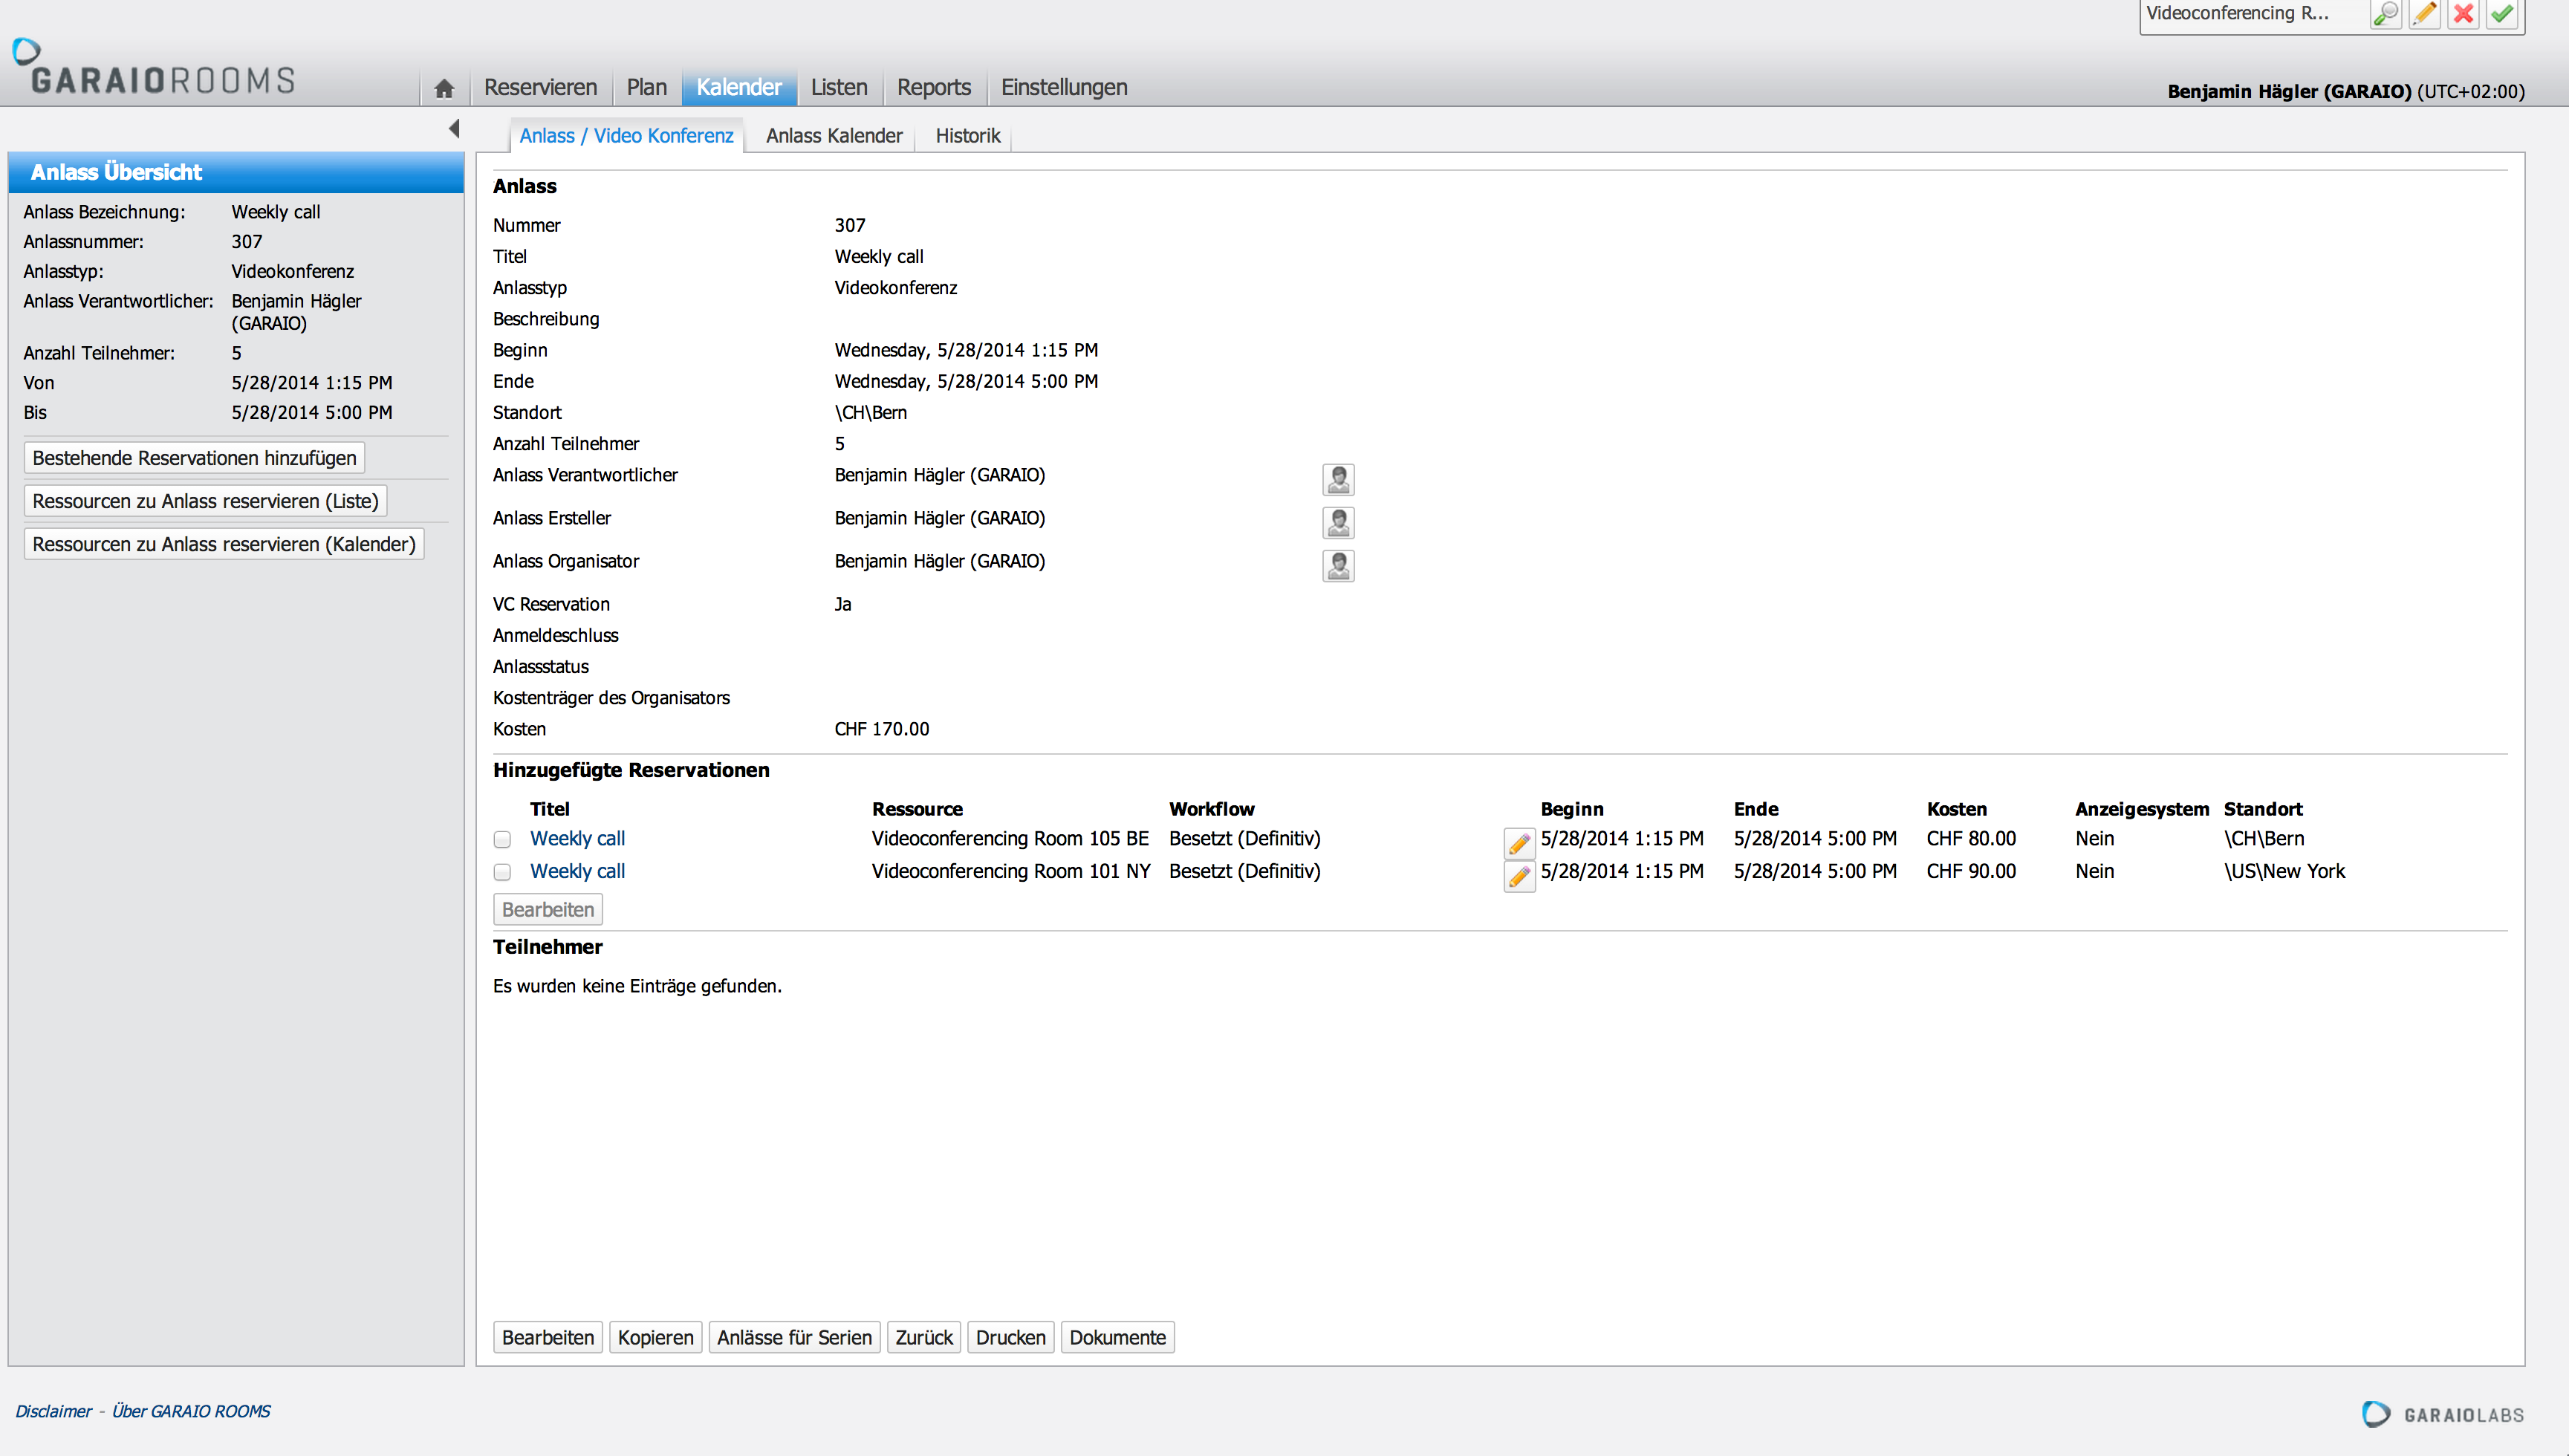 Videoconferencing R...
GARAIOROOMS
Reservieren Plan Kalender Listen Reports Einstellungen
Benjamin Hägler (GARAIO) (UTC+02:00)
Anlass / Video Konferenz Anlass Kalender Historik
Anlass Übersicht
Anlass Bezeichnung: Weekly call
Anlassnummer: 307
Anlasstyp: Videokonferenz
Anlass Verantwortlicher: Benjamin Hägler
(GARAIO)
Anzahl Teilnehmer: 5
Von 5/28/2014 1:15 PM
Bis 5/28/2014 5:00 PM
Bestehende Reservationen hinzufügen
Ressourcen zu Anlass reservieren (Liste)
Ressourcen zu Anlass reservieren (Kalender)
Anlass
Nummer 307
Titel Weekly call
Anlasstyp Videokonferenz
Beschreibung
Beginn Wednesday, 5/28/2014 1:15 PM
Ende Wednesday, 5/28/2014 5:00 PM
Standort \CH\Bern
Anzahl Teilnehmer 5
Anlass Verantwortlicher Benjamin Hägler (GARAIO)
Anlass Ersteller Benjamin Hägler (GARAIO)
Anlass Organisator Benjamin Hägler (GARAIO)
VC Reservation Ja
Anmeldeschluss
Anlassstatus
Kostenträger des Organisators
Kosten CHF 170.00
Hinzugefügte Reservationen
Titel Ressource Workflow Beginn Ende Kosten Anzeigesystem Standort
Weekly call Videoconferencing Room 105 BE Besetzt (Definitiv) 5/28/2014 1:15 PM 5/28/2014 5:00 PM CHF 80.00 Nein \CH\Bern
Weekly call Videoconferencing Room 101 NY Besetzt (Definitiv) 5/28/2014 1:15 PM 5/28/2014 5:00 PM CHF 90.00 Nein \US\New York
Bearbeiten
Teilnehmer
Es wurden keine Einträge gefunden.
Bearbeiten Kopieren Anlässe für Serien Zurück Drucken Dokumente
Disclaimer - Über GARAIO ROOMS
GARAIOLABS